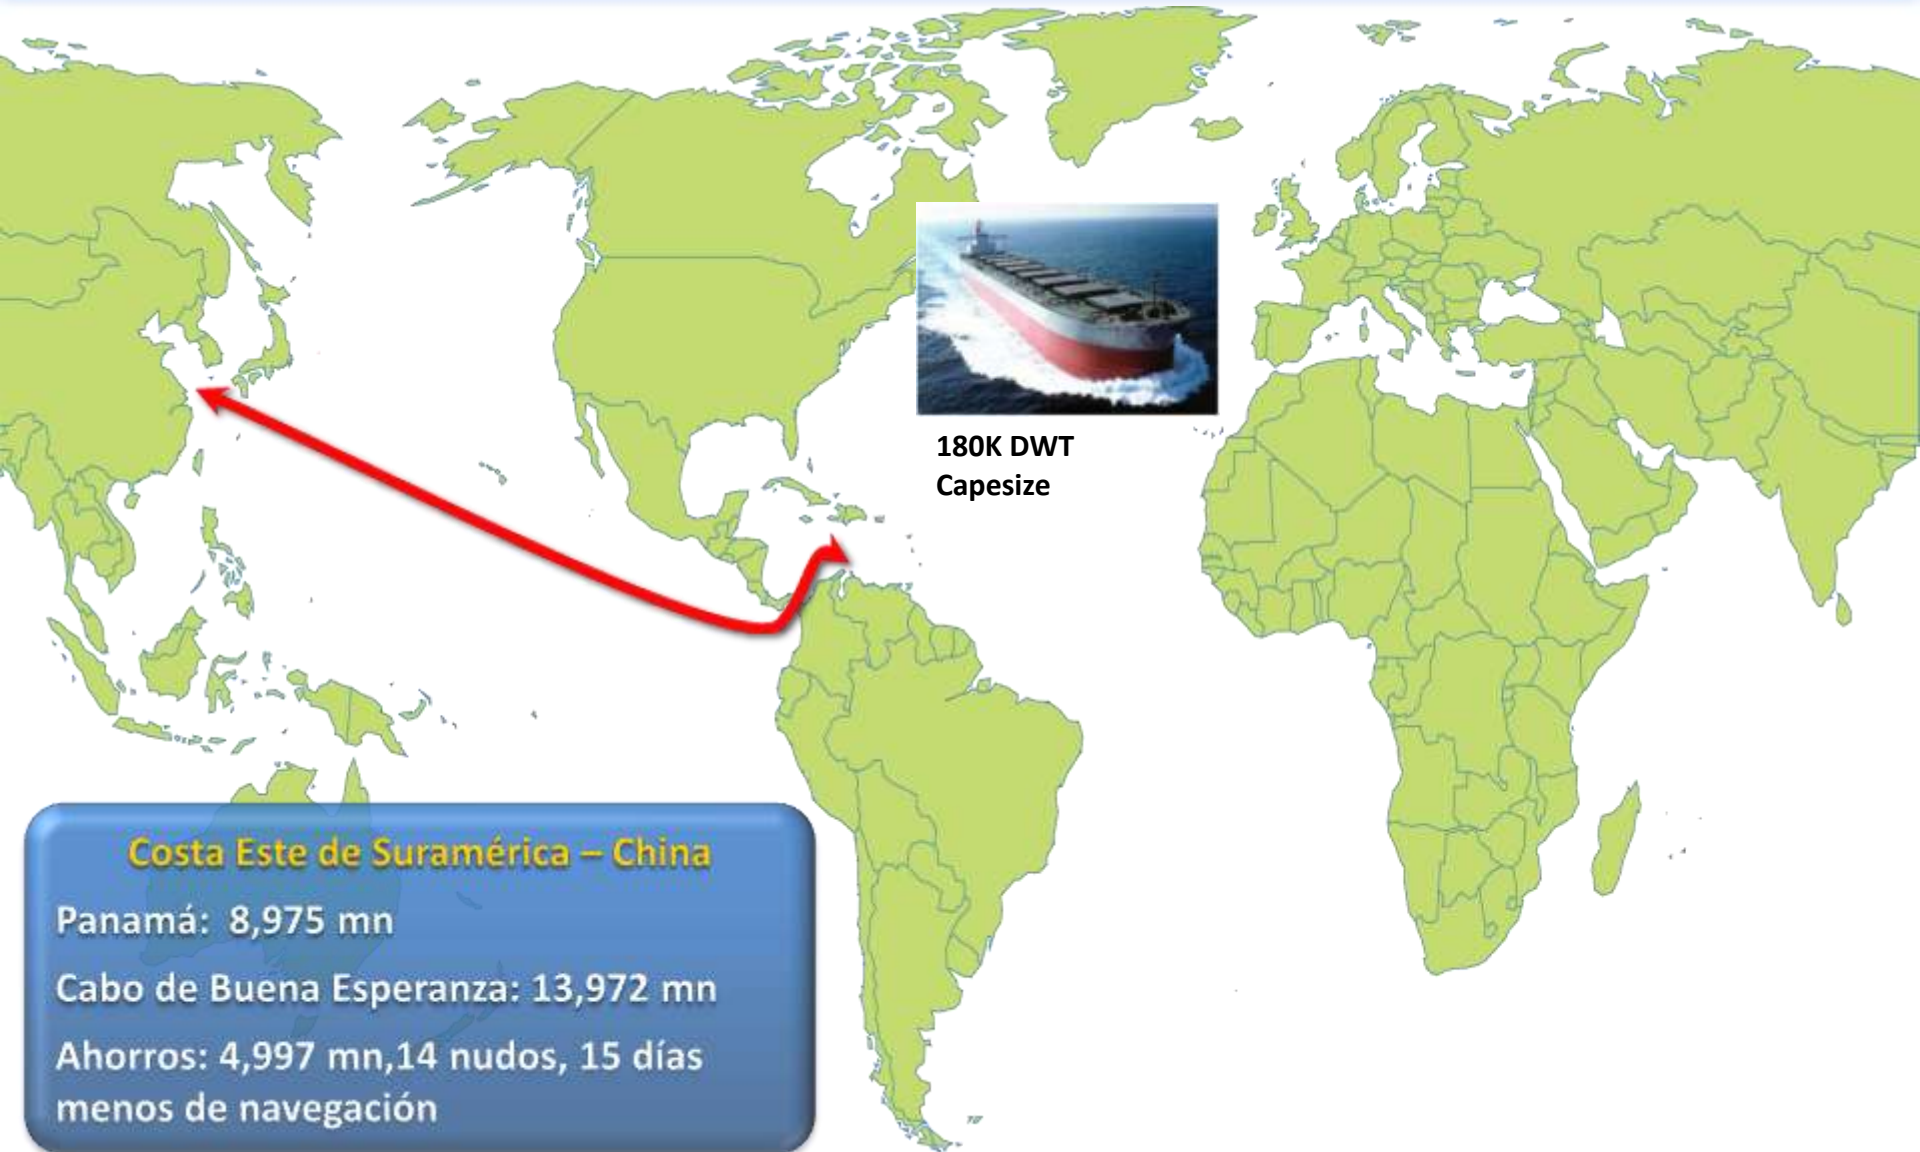 180K DWT
Capesize
Costa Este de Suramérica – China
Panamá:  8,975 mn
Cabo de Buena Esperanza: 13,972 mn
Ahorros: 4,997 mn,14 nudos, 15 días
menos de navegación